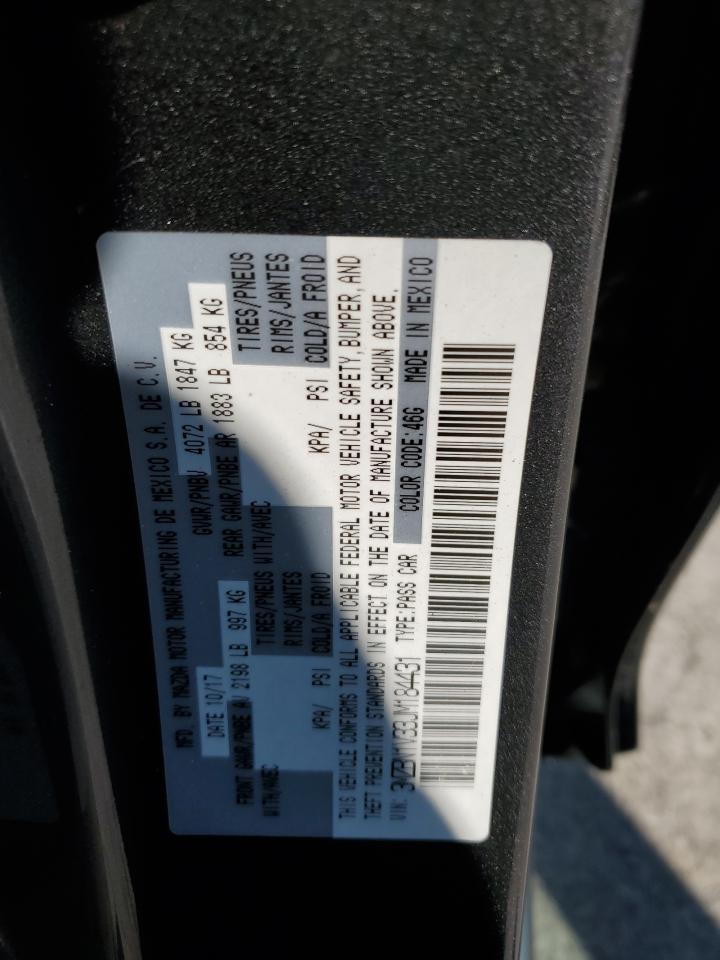 MFD. BY MAZDA MOTOR MANUFACTURING DE MEXICO S.A. DE C.V.
DATE 10/17 GVWR/PNBV 4072 LB 1847 KG
FRONT GAWR/PNBE AV 2198 LB 997 KG REAR GAWR/PNBE AR 1883 LB 854 KG
WITH/AVEC TIRES/PNEUS WITH/AVEC TIRES/PNEUS
RIMS/JANTES RIMS/JANTES
KPA/ PSI COLD/A FROID KPA/ PSI COLD/A FROID
THIS VEHICLE CONFORMS TO ALL APPLICABLE FEDERAL MOTOR VEHICLE SAFETY, BUMPER, AND
THEFT PREVENTION STANDARDS IN EFFECT ON THE DATE OF MANUFACTURE SHOWN ABOVE.
VIN: 3MZBN1V33JM184431 TYPE:PASS CAR COLOR CODE:46G MADE IN MEXICO